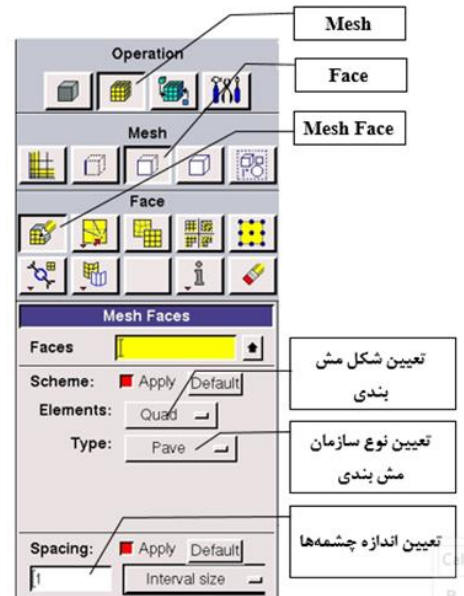 Mesh
Operation
Face
Mesh
Mesh Face
Face
Mesh Faces
Faces
Scheme: Apply Default
Elements: Quad
Type: Pave
تعیین شکل مش
بندی
تعیین نوع سازمان
مش بندی
تعیین اندازه چشمه‌ها
Spacing: Apply Default
1
Interval size